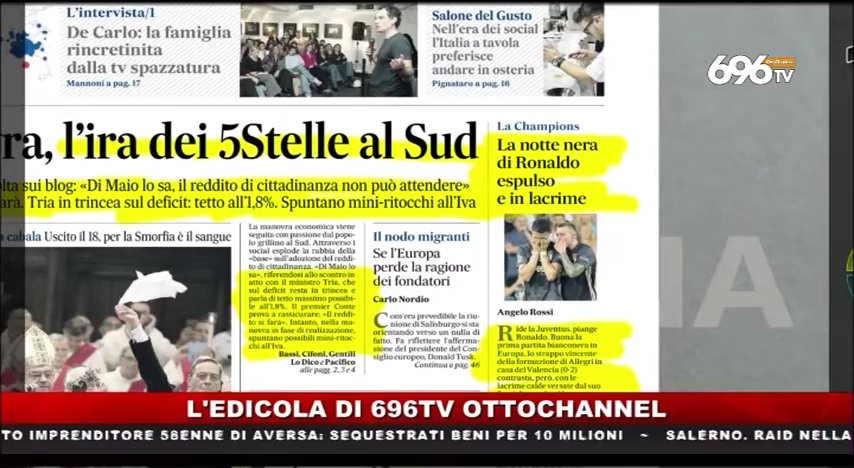 L'intervista/1
De Carlo: la famiglia
rincretinita
dalla tv spazzatura
Mannoni a pag. 17
Salone del Gusto
Nell'era dei social
l'Italia a tavola
preferisce
andare in osteria
Pignataro a pag. 16
696 TV
ra, l'ira dei 5Stelle al Sud
olta sui blog: «Di Maio lo sa, il reddito di cittadinanza non può attendere»
arà. Tria in trincea sul deficit: tetto all'1,8%. Spuntano mini-ritocchi all'Iva
La Champions
La notte nera
di Ronaldo
espulso
e in lacrime
a cabala Uscito il 18, per la Smorfia è il sangue
La manovra economica viene
seguita con passione dal popo-
lo grillino al Sud. Attraverso i
social esplode la rabbia della
«base» sull'adozione del reddi-
to di cittadinanza. «Di Maio lo
sa», riferendosi allo scontro in
atto con il ministro Tria, che
sul deficit resta in trincea e
parla di tetto massimo possibi-
le all'1,8%. Il premier Conte
prova a rassicurare: «Il reddi-
to si farà». Intanto, nella ma-
novra in fase di realizzazione,
spuntano possibili mini-ritoc-
chi all'Iva.
Bassi, Cifoni, Gentili
Lo Dico e Pacifico
alle pagg. 2, 3 e 4
Il nodo migranti
Se l'Europa
perde la ragione
dei fondatori
Carlo Nordio
Com'era prevedibile la riu-
nione di Salisburgo si sta
orientando verso un nulla di
fatto. Fa riflettere l'afferma-
zione del presidente del Con-
siglio europeo, Donald Tusk.
Continua a pag. 46
Angelo Rossi
Ride la Juventus, piange
Ronaldo. Buona la
prima partita bianconera in
Europa, lo strappo vincente
della formazione di Allegri in
casa del Valencia (0-2)
contrasta, però, con le
lacrime calde versate dal suo
IA
L'EDICOLA DI 696TV OTTOCHANNEL
TO IMPRENDITORE 58ENNE DI AVERSA: SEQUESTRATI BENI PER 10 MILIONI ~ SALERNO. RAID NELLA